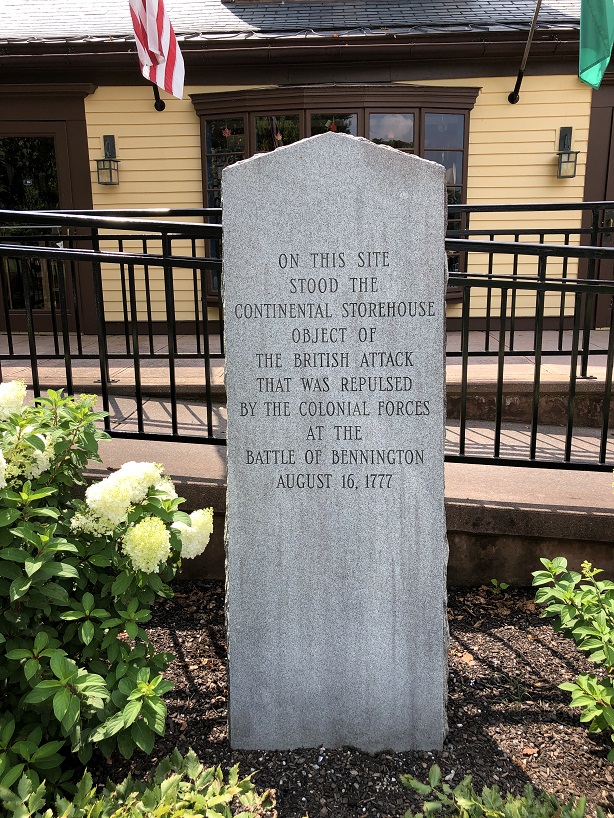 ON THIS SITE
STOOD THE
CONTINENTAL STOREHOUSE
OBJECT OF
THE BRITISH ATTACK
THAT WAS REPULSED
BY THE COLONIAL FORCES
AT THE
BATTLE OF BENNINGTON
AUGUST 16, 1777